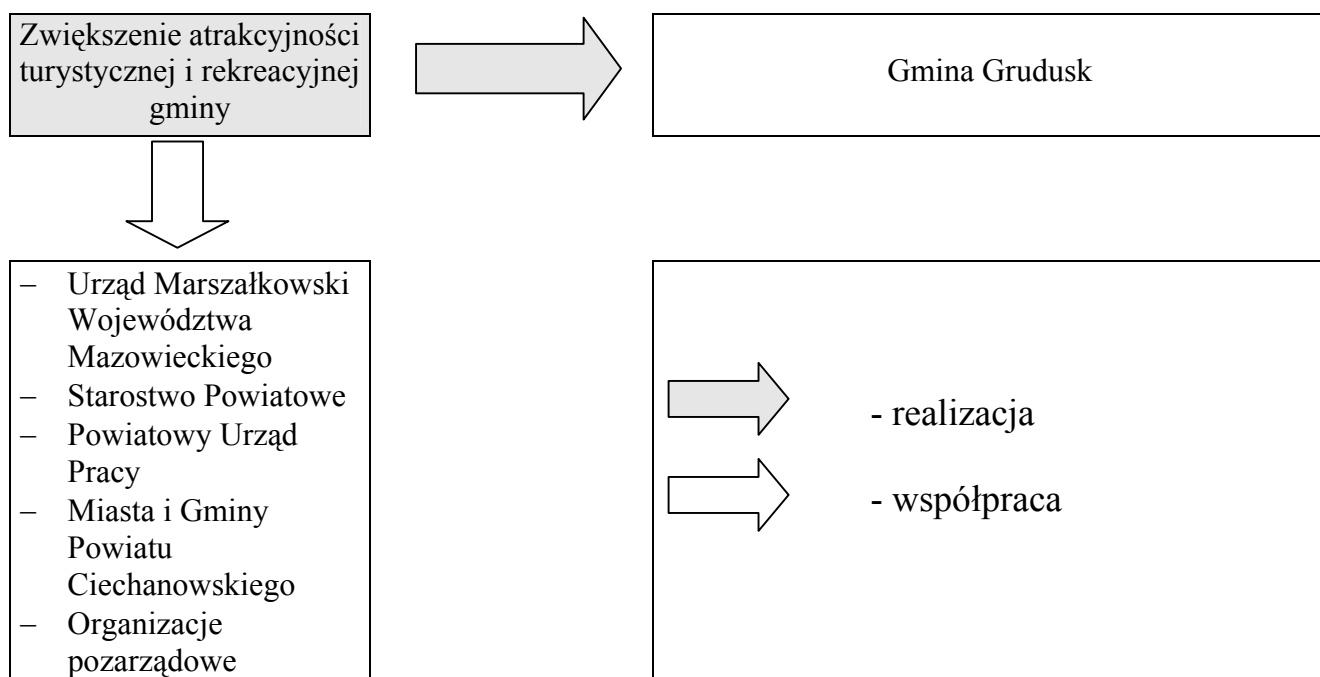 Zwiększenie atrakcyjności
turystycznej i rekreacyjnej
gminy
Gmina Grudusk
– Urząd Marszałkowski
Województwa
Mazowieckiego
– Starostwo Powiatowe
– Powiatowy Urząd
Pracy
– Miasta i Gminy
Powiatu
Ciechanowskiego
– Organizacje
pozarządowe
- realizacja
- współpraca